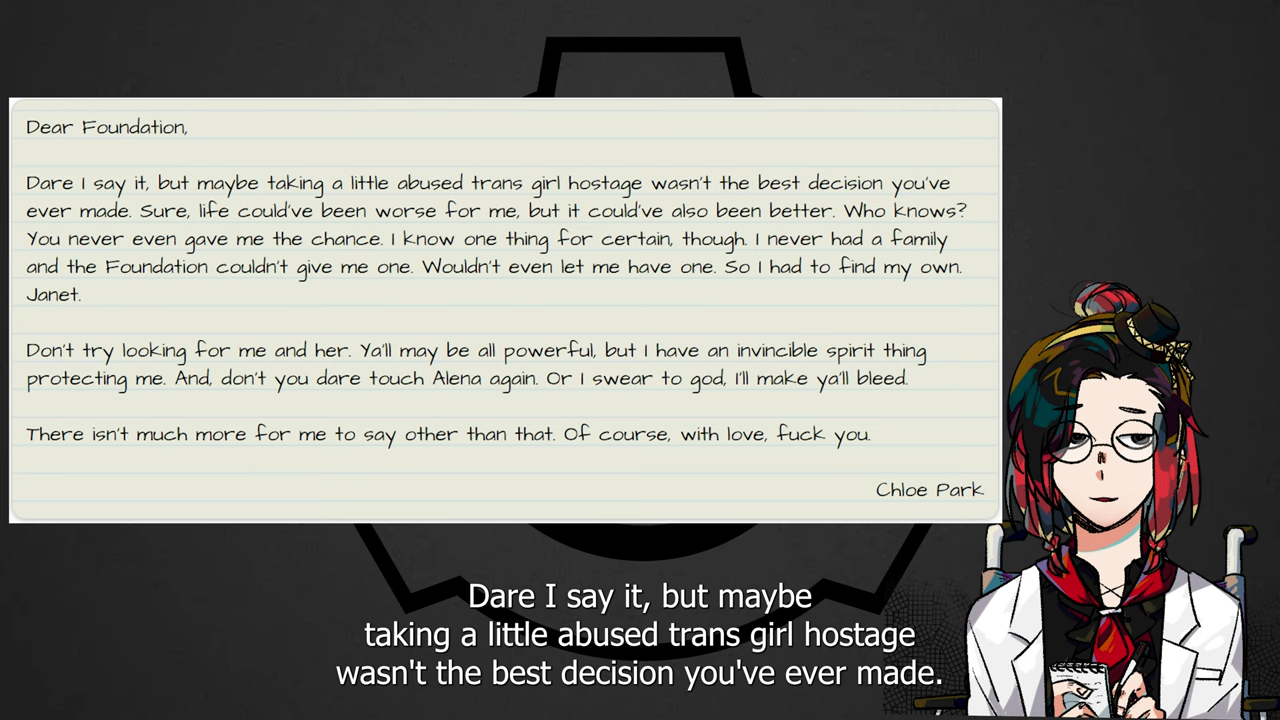 Dear Foundation,
Dare I say it, but maybe taking a little abused trans girl hostage wasn't the best decision you've
ever made. Sure, life could've been worse for me, but it could've also been better. Who knows?
You never even gave me the chance. I know one thing for certain, though. I never had a family
and the Foundation couldn't give me one. Wouldn't even let me have one. So I had to find my own.
Janet.
Don't try looking for me and her. Ya'll may be all powerful, but I have an invincible spirit thing
protecting me. And, don't you dare touch Alena again. Or I swear to god, I'll make ya'll bleed.
There isn't much more for me to say other than that. Of course, with love, fuck you.
Chloe Park
Dare I say it, but maybe
taking a little abused trans girl hostage
wasn't the best decision you've ever made.